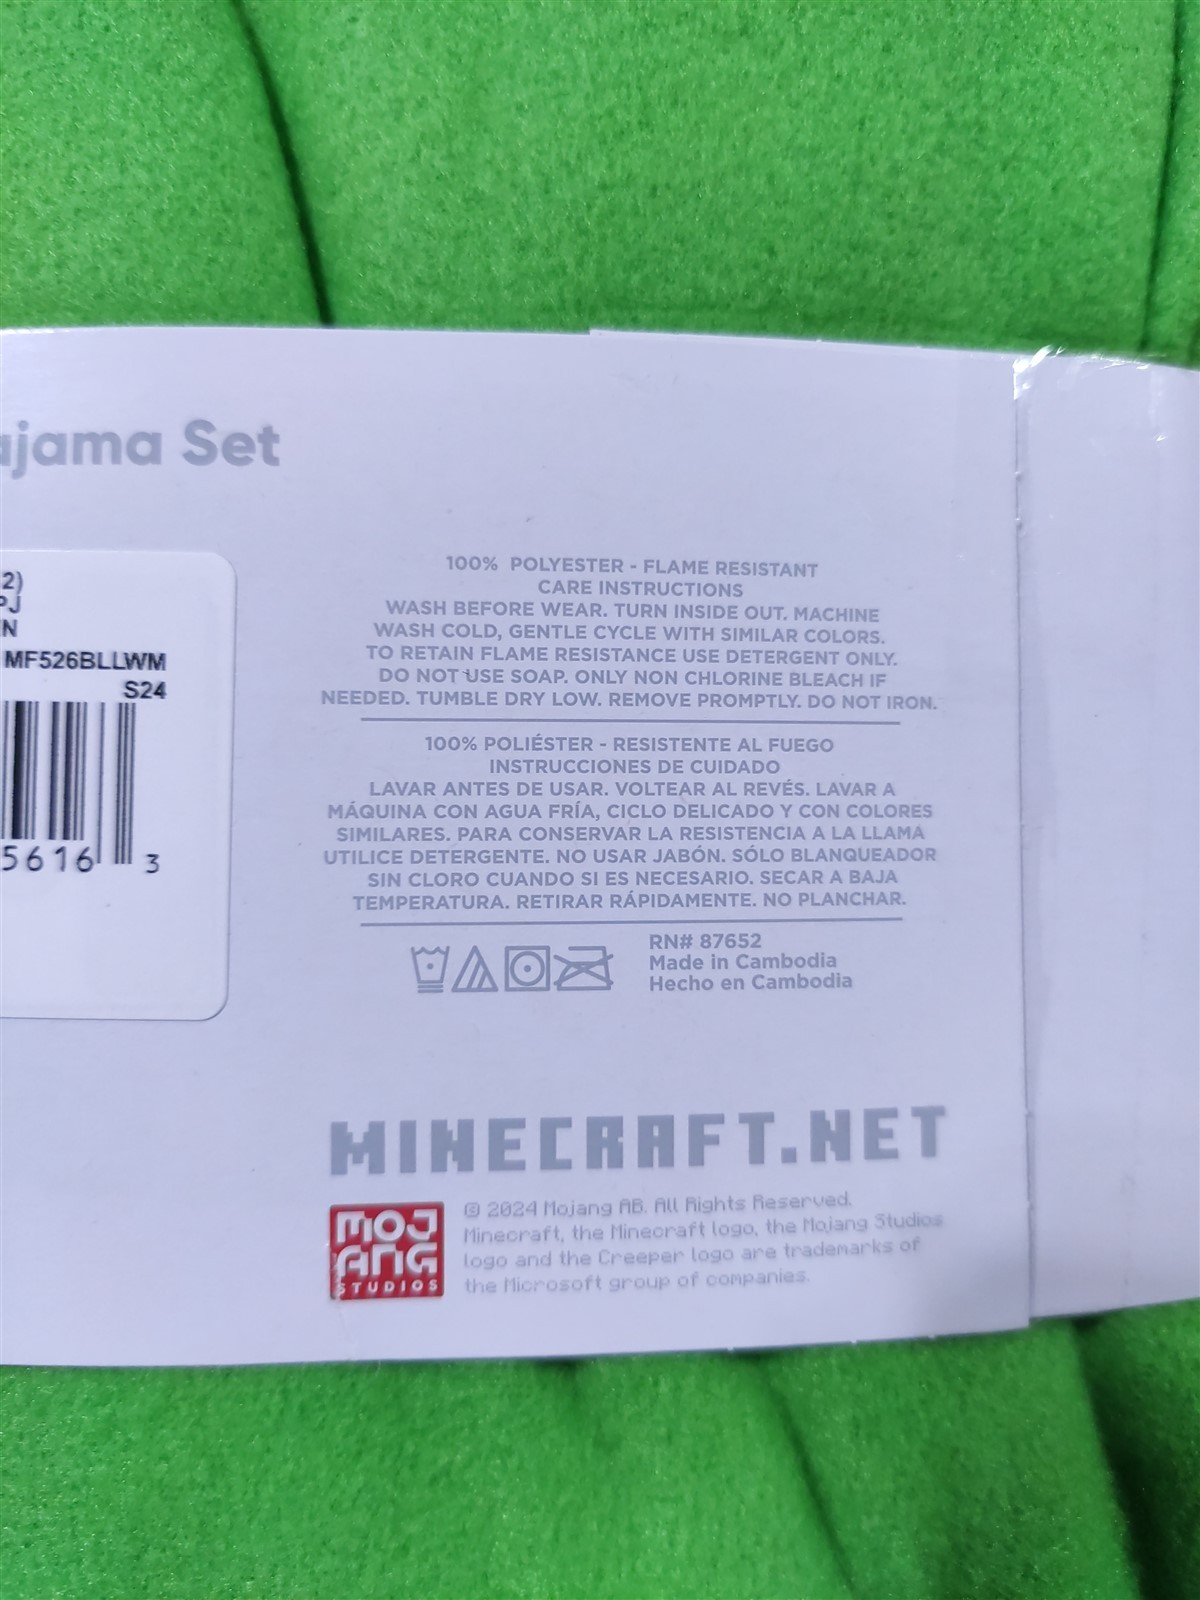 ajama Set
2)
PJ
N
MF526BLLWM
S24
5616 3
100% POLYESTER - FLAME RESISTANT
CARE INSTRUCTIONS
WASH BEFORE WEAR. TURN INSIDE OUT. MACHINE
WASH COLD, GENTLE CYCLE WITH SIMILAR COLORS.
TO RETAIN FLAME RESISTANCE USE DETERGENT ONLY.
DO NOT USE SOAP. ONLY NON CHLORINE BLEACH IF
NEEDED. TUMBLE DRY LOW. REMOVE PROMPTLY. DO NOT IRON.
100% POLIÉSTER - RESISTENTE AL FUEGO
INSTRUCCIONES DE CUIDADO
LAVAR ANTES DE USAR. VOLTEAR AL REVÉS. LAVAR A
MÁQUINA CON AGUA FRÍA, CICLO DELICADO Y CON COLORES
SIMILARES. PARA CONSERVAR LA RESISTENCIA A LA LLAMA
UTILICE DETERGENTE. NO USAR JABÓN. SÓLO BLANQUEADOR
SIN CLORO CUANDO SI ES NECESARIO. SECAR A BAJA
TEMPERATURA. RETIRAR RÁPIDAMENTE. NO PLANCHAR.
RN# 87652
Made in Cambodia
Hecho en Cambodia
MINECRAFT.NET
MOJ
ANG
STUDIOS
© 2024 Mojang AB. All Rights Reserved.
Minecraft, the Minecraft logo, the Mojang Studios
logo and the Creeper logo are trademarks of
the Microsoft group of companies.